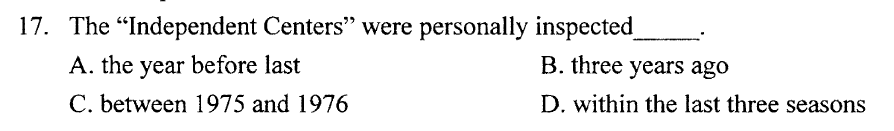 17. The “Independent Centers” were personally inspected______.
A. the year before last B. three years ago
C. between 1975 and 1976 D. within the last three seasons